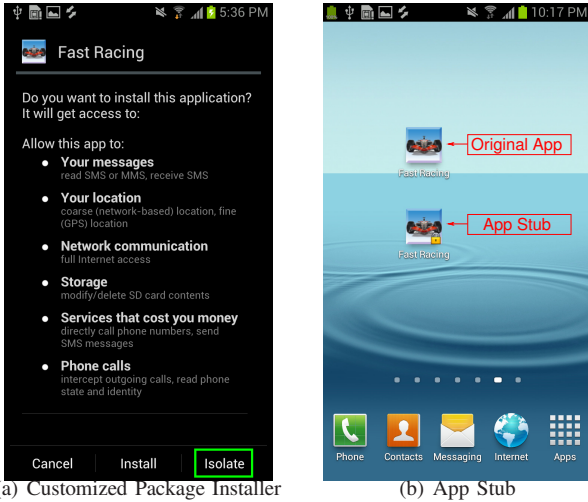 5:36 PM
Fast Racing
Do you want to install this application?
It will get access to:
Allow this app to:
• Your messages
read SMS or MMS, receive SMS
• Your location
coarse (network-based) location, fine
(GPS) location
• Network communication
full Internet access
• Storage
modify/delete SD card contents
• Services that cost you money
directly call phone numbers, send
SMS messages
• Phone calls
intercept outgoing calls, read phone
state and identity
Cancel Install Isolate
(a) Customized Package Installer
10:17 PM
Original App
Fast Racing
App Stub
Fast Racing
Phone Contacts Messaging Internet Apps
(b) App Stub